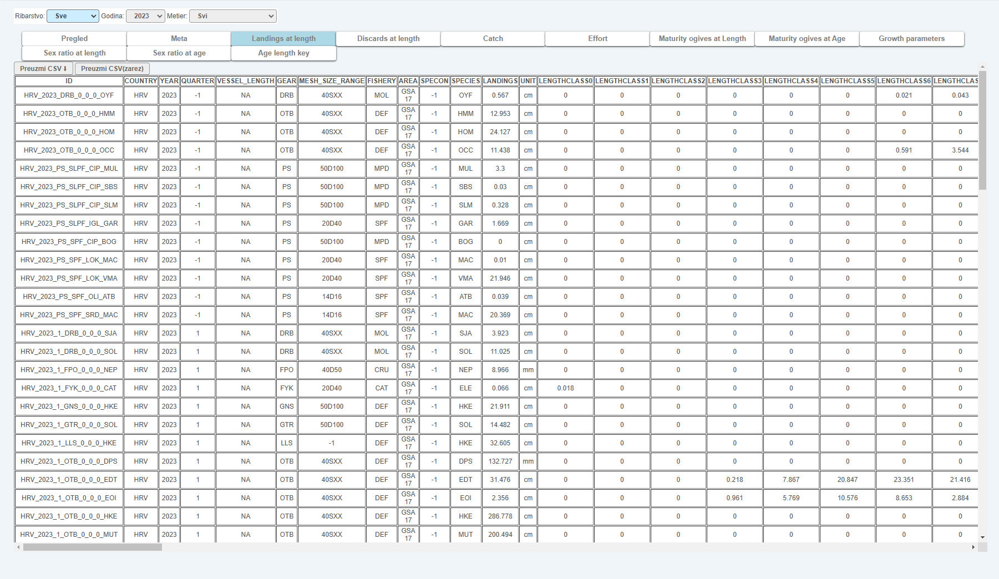 Ribarstvo: Sve Godina: 2023 Metier: Svi
Pregled Meta Landings at length Discards at length Catch Effort Maturity ogives at Length Maturity ogives at Age Growth parameters
Sex ratio at length Sex ratio at age Age length key
Preuzmi CSV ⬇ Preuzmi CSV(zarez)
ID COUNTRY YEAR QUARTER VESSEL_LENGTH GEAR MESH_SIZE_RANGE FISHERY AREA SPECON SPECIES LANDINGS UNIT LENGTHCLASS0 LENGTHCLASS1 LENGTHCLASS2 LENGTHCLASS3 LENGTHCLASS4 LENGTHCLASS5 LENGTHCLASS6 LENGTHCLAS
HRV_2023_DRB_0_0_0_OYF HRV 2023 -1 NA DRB 40SXX MOL GSA 17 -1 OYF 0.567 cm 0 0 0 0 0 0 0.021 0.043
HRV_2023_OTB_0_0_0_HMM HRV 2023 -1 NA OTB 40SXX DEF GSA 17 -1 HMM 12.953 cm 0 0 0 0 0 0 0 0
HRV_2023_OTB_0_0_0_HOM HRV 2023 -1 NA OTB 40SXX DEF GSA 17 -1 HOM 24.127 cm 0 0 0 0 0 0 0 0
HRV_2023_OTB_0_0_0_OCC HRV 2023 -1 NA OTB 40SXX DEF GSA 17 -1 OCC 11.438 cm 0 0 0 0 0 0 0.591 3.544
HRV_2023_PS_SLPF_CIP_MUL HRV 2023 -1 NA PS 50D100 MPD GSA 17 -1 MUL 3.3 cm 0 0 0 0 0 0 0 0
HRV_2023_PS_SLPF_CIP_SBS HRV 2023 -1 NA PS 50D100 MPD GSA 17 -1 SBS 0.03 cm 0 0 0 0 0 0 0 0
HRV_2023_PS_SLPF_CIP_SLM HRV 2023 -1 NA PS 50D100 MPD GSA 17 -1 SLM 0.328 cm 0 0 0 0 0 0 0 0
HRV_2023_PS_SLPF_IGL_GAR HRV 2023 -1 NA PS 20D40 SPF GSA 17 -1 GAR 1.669 cm 0 0 0 0 0 0 0 0
HRV_2023_PS_SPF_CIP_BOG HRV 2023 -1 NA PS 50D100 MPD GSA 17 -1 BOG 0 cm 0 0 0 0 0 0 0 0
HRV_2023_PS_SPF_LOK_MAC HRV 2023 -1 NA PS 20D40 SPF GSA 17 -1 MAC 0.01 cm 0 0 0 0 0 0 0 0
HRV_2023_PS_SPF_LOK_VMA HRV 2023 -1 NA PS 20D40 SPF GSA 17 -1 VMA 21.946 cm 0 0 0 0 0 0 0 0
HRV_2023_PS_SPF_OLI_ATB HRV 2023 -1 NA PS 14D16 SPF GSA 17 -1 ATB 0.039 cm 0 0 0 0 0 0 0 0
HRV_2023_PS_SPF_SRD_MAC HRV 2023 -1 NA PS 14D16 SPF GSA 17 -1 MAC 20.369 cm 0 0 0 0 0 0 0 0
HRV_2023_1_DRB_0_0_0_SJA HRV 2023 1 NA DRB 40SXX MOL GSA 17 -1 SJA 3.923 cm 0 0 0 0 0 0 0 0
HRV_2023_1_DRB_0_0_0_SOL HRV 2023 1 NA DRB 40SXX MOL GSA 17 -1 SOL 11.025 cm 0 0 0 0 0 0 0 0
HRV_2023_1_FPO_0_0_0_NEP HRV 2023 1 NA FPO 40D50 CRU GSA 17 -1 NEP 8.966 mm 0 0 0 0 0 0 0 0
HRV_2023_1_FYK_0_0_0_CAT HRV 2023 1 NA FYK 20D40 CAT GSA 17 -1 ELE 0.066 cm 0.018 0 0 0 0 0 0 0
HRV_2023_1_GNS_0_0_0_HKE HRV 2023 1 NA GNS 50D100 DEF GSA 17 -1 HKE 21.911 cm 0 0 0 0 0 0 0 0
HRV_2023_1_GTR_0_0_0_SOL HRV 2023 1 NA GTR 50D100 DEF GSA 17 -1 SOL 14.482 cm 0 0 0 0 0 0 0 0
HRV_2023_1_LLS_0_0_0_HKE HRV 2023 1 NA LLS -1 DEF GSA 17 -1 HKE 32.605 cm 0 0 0 0 0 0 0 0
HRV_2023_1_OTB_0_0_0_DPS HRV 2023 1 NA OTB 40SXX DEF GSA 17 -1 DPS 132.727 mm 0 0 0 0 0 0 0 0
HRV_2023_1_OTB_0_0_0_EDT HRV 2023 1 NA OTB 40SXX DEF GSA 17 -1 EDT 31.476 cm 0 0 0 0.218 7.867 20.847 23.351 21.416
HRV_2023_1_OTB_0_0_0_EOI HRV 2023 1 NA OTB 40SXX DEF GSA 17 -1 EOI 2.356 cm 0 0 0 0.961 5.769 10.576 8.653 2.884
HRV_2023_1_OTB_0_0_0_HKE HRV 2023 1 NA OTB 40SXX DEF GSA 17 -1 HKE 286.778 cm 0 0 0 0 0 0 0 0
HRV_2023_1_OTB_0_0_0_MUT HRV 2023 1 NA OTB 40SXX DEF GSA 17 -1 MUT 200.494 cm 0 0 0 0 0 0 0 0